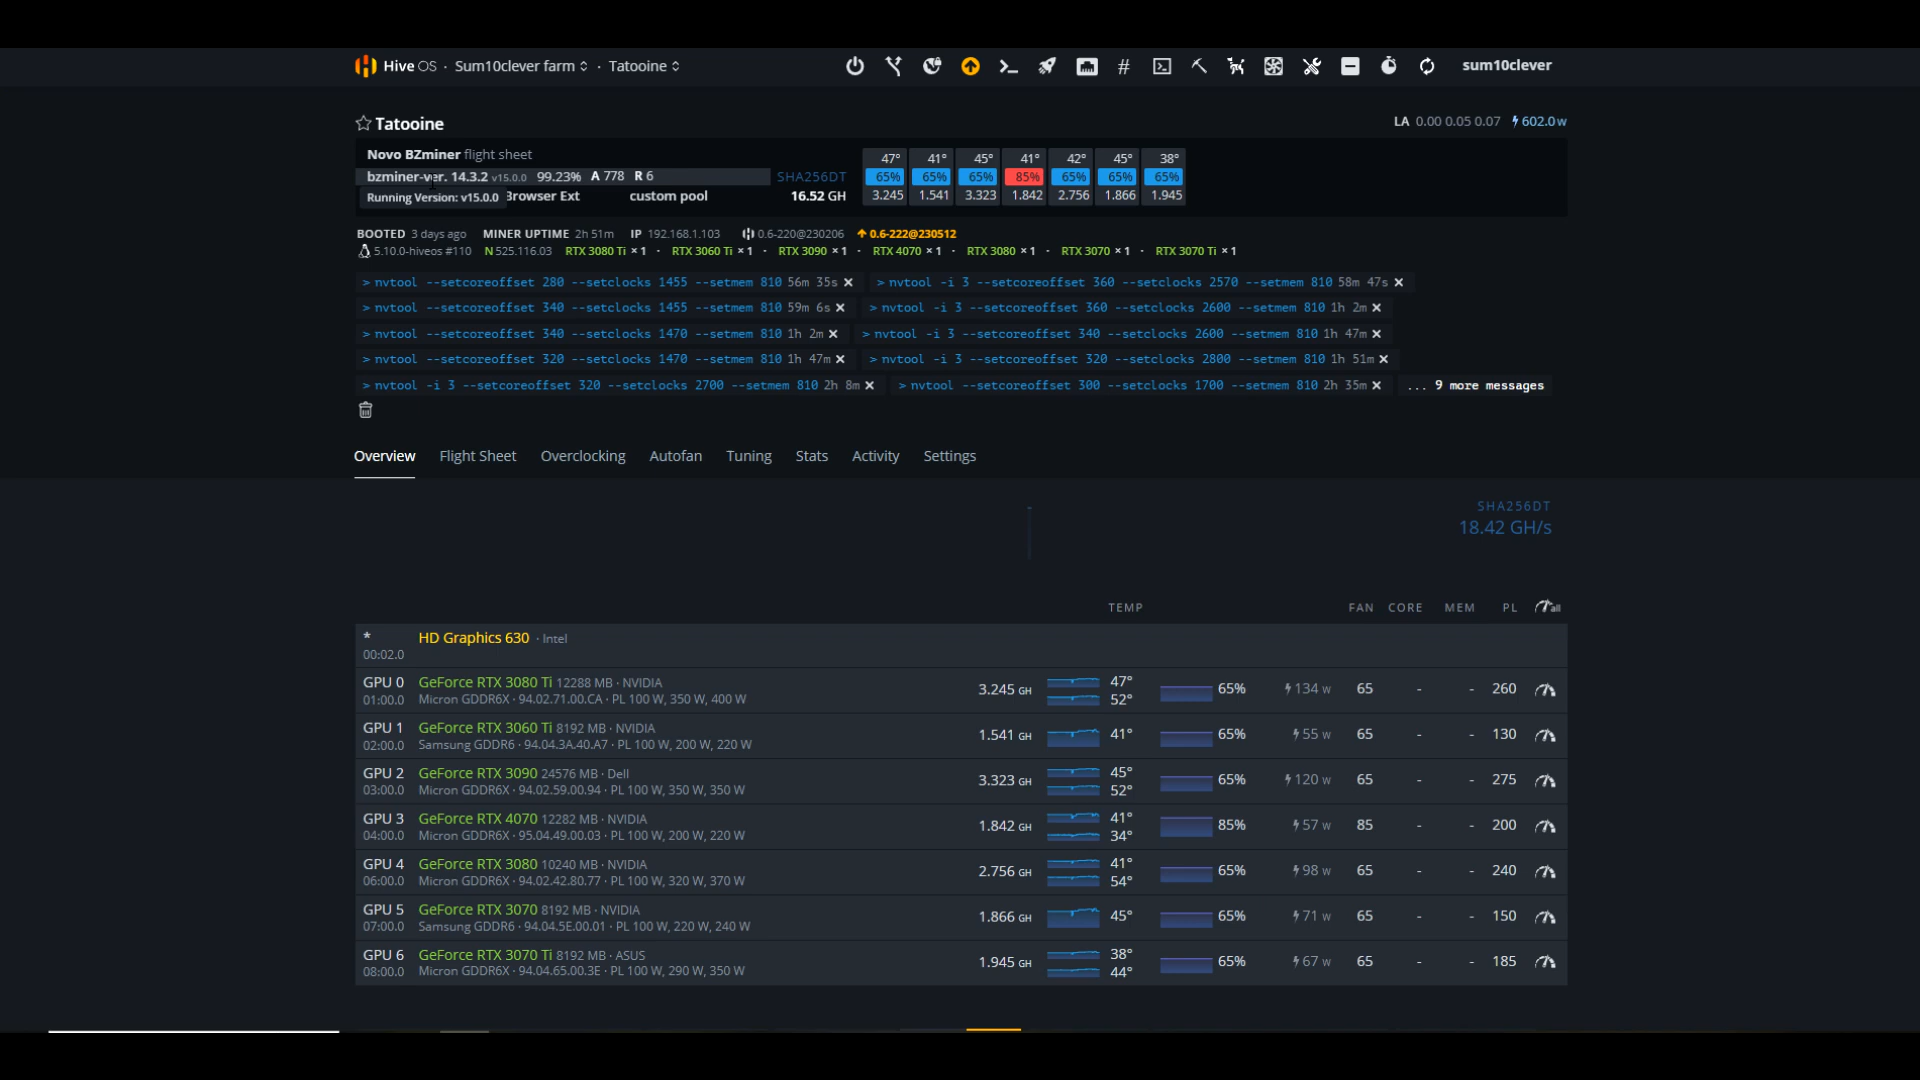 Hive OS · Sum10clever farm · Tatooine sum10clever
Tatooine LA 0.00 0.05 0.07 602.0w
Novo BZminer flight sheet
bzminer-ver. 14.3.2 v15.0.0 99.23% A 778 R 6 SHA256DT
Running Version: v15.0.0 Browser Ext custom pool 16.52 GH
47° 41° 45° 41° 42° 45° 38°
65% 65% 65% 85% 65% 65% 65%
3.245 1.541 3.323 1.842 2.756 1.866 1.945
BOOTED 3 days ago MINER UPTIME 2h 51m IP 192.168.1.103 0.6-220@230206 0.6-222@230512
5.10.0-hiveos #110 N 525.116.03 RTX 3080 Ti × 1 · RTX 3060 Ti × 1 · RTX 3090 × 1 · RTX 4070 × 1 · RTX 3080 × 1 · RTX 3070 × 1 · RTX 3070 Ti × 1
> nvtool --setcoreoffset 280 --setclocks 1455 --setmem 810 56m 35s × > nvtool -i 3 --setcoreoffset 360 --setclocks 2570 --setmem 810 58m 47s ×
> nvtool --setcoreoffset 340 --setclocks 1455 --setmem 810 59m 6s × > nvtool -i 3 --setcoreoffset 360 --setclocks 2600 --setmem 810 1h 2m ×
> nvtool --setcoreoffset 340 --setclocks 1470 --setmem 810 1h 2m × > nvtool -i 3 --setcoreoffset 340 --setclocks 2600 --setmem 810 1h 47m ×
> nvtool --setcoreoffset 320 --setclocks 1470 --setmem 810 1h 47m × > nvtool -i 3 --setcoreoffset 320 --setclocks 2800 --setmem 810 1h 51m ×
> nvtool -i 3 --setcoreoffset 320 --setclocks 2700 --setmem 810 2h 8m × > nvtool --setcoreoffset 300 --setclocks 1700 --setmem 810 2h 35m × ... 9 more messages
Overview Flight Sheet Overclocking Autofan Tuning Stats Activity Settings
SHA256DT
18.42 GH/s
TEMP FAN CORE MEM PL all
* HD Graphics 630 · Intel
00:02.0
GPU 0 GeForce RTX 3080 Ti 12288 MB · NVIDIA 3.245 GH 47° 65% 134 w 65 - - 260
01:00.0 Micron GDDR6X · 94.02.71.00.CA · PL 100 W, 350 W, 400 W 52°
GPU 1 GeForce RTX 3060 Ti 8192 MB · NVIDIA 1.541 GH 41° 65% 55 w 65 - - 130
02:00.0 Samsung GDDR6 · 94.04.3A.40.A7 · PL 100 W, 200 W, 220 W
GPU 2 GeForce RTX 3090 24576 MB · Dell 3.323 GH 45° 65% 120 w 65 - - 275
03:00.0 Micron GDDR6X · 94.02.59.00.94 · PL 100 W, 350 W, 350 W 52°
GPU 3 GeForce RTX 4070 12282 MB · NVIDIA 1.842 GH 41° 85% 57 w 85 - - 200
04:00.0 Micron GDDR6X · 95.04.49.00.03 · PL 100 W, 200 W, 220 W 34°
GPU 4 GeForce RTX 3080 10240 MB · NVIDIA 2.756 GH 41° 65% 98 w 65 - - 240
06:00.0 Micron GDDR6X · 94.02.42.80.77 · PL 100 W, 320 W, 370 W 54°
GPU 5 GeForce RTX 3070 8192 MB · NVIDIA 1.866 GH 45° 65% 71 w 65 - - 150
07:00.0 Samsung GDDR6 · 94.04.5E.00.01 · PL 100 W, 220 W, 240 W
GPU 6 GeForce RTX 3070 Ti 8192 MB · ASUS 1.945 GH 38° 65% 67 w 65 - - 185
08:00.0 Micron GDDR6X · 94.04.65.00.3E · PL 100 W, 290 W, 350 W 44°